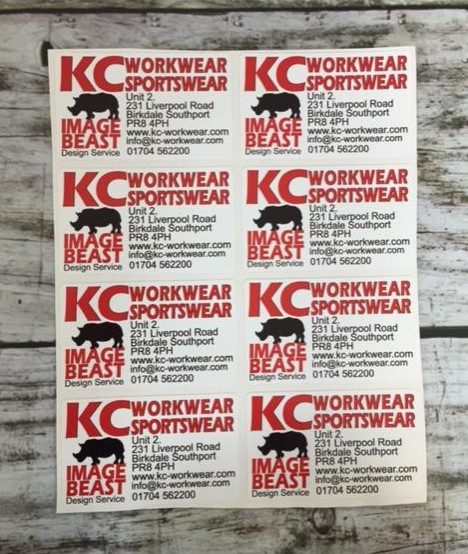 KC WORKWEAR
SPORTSWEAR
Unit 2.
231 Liverpool Road
Birkdale Southport
PR8 4PH
www.kc-workwear.com
info@kc-workwear.com
01704 562200
IMAGE
BEAST
Design Service
KC WORKWEAR
SPORTSWEAR
Unit 2.
231 Liverpool Road
Birkdale Southport
PR8 4PH
www.kc-workwear.com
info@kc-workwear.com
01704 562200
IMAGE
BEAST
Design Service
KC WORKWEAR
SPORTSWEAR
Unit 2.
231 Liverpool Road
Birkdale Southport
PR8 4PH
www.kc-workwear.com
info@kc-workwear.com
01704 562200
IMAGE
BEAST
Design Service
KC WORKWEAR
SPORTSWEAR
Unit 2.
231 Liverpool Road
Birkdale Southport
PR8 4PH
www.kc-workwear.com
info@kc-workwear.com
01704 562200
IMAGE
BEAST
Design Service
KC WORKWEAR
SPORTSWEAR
Unit 2.
231 Liverpool Road
Birkdale Southport
PR8 4PH
www.kc-workwear.com
info@kc-workwear.com
01704 562200
IMAGE
BEAST
Design Service
KC WORKWEAR
SPORTSWEAR
Unit 2.
231 Liverpool Road
Birkdale Southport
PR8 4PH
www.kc-workwear.com
info@kc-workwear.com
01704 562200
IMAGE
BEAST
Design Service
KC WORKWEAR
SPORTSWEAR
Unit 2.
231 Liverpool Road
Birkdale Southport
PR8 4PH
www.kc-workwear.com
info@kc-workwear.com
01704 562200
IMAGE
BEAST
Design Service
KC WORKWEAR
SPORTSWEAR
Unit 2.
231 Liverpool Road
Birkdale Southport
PR8 4PH
www.kc-workwear.com
info@kc-workwear.com
01704 562200
IMAGE
BEAST
Design Service